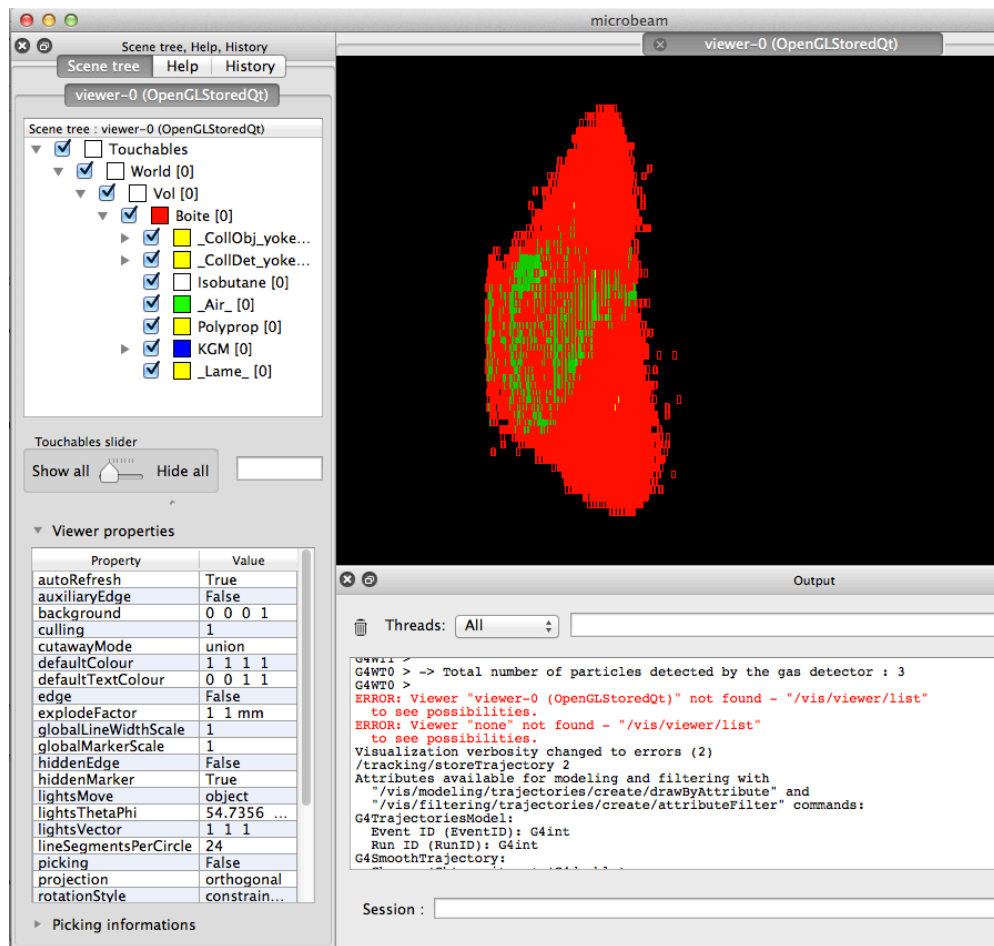 microbeam
Scene tree, Help, History
Scene tree Help History
viewer-0 (OpenGLStoredQt)
Scene tree : viewer-0 (OpenGLStoredQt)
Touchables
World [0]
Vol [0]
Boite [0]
_CollObj_yoke...
_CollDet_yoke...
Isobutane [0]
_Air_ [0]
Polyprop [0]
KGM [0]
_Lame_ [0]
Touchables slider
Show all Hide all
Viewer properties
Property Value
autoRefresh True
auxiliaryEdge False
background 0 0 0 1
culling 1
cutawayMode union
defaultColour 1 1 1 1
defaultTextColour 0 0 1 1
edge False
explodeFactor 1 1 mm
globalLineWidthScale 1
globalMarkerScale 1
hiddenEdge False
hiddenMarker True
lightsMove object
lightsThetaPhi 54.7356 ...
lightsVector 1 1 1
lineSegmentsPerCircle 24
picking False
projection orthogonal
rotationStyle constrain...
Picking informations
viewer-0 (OpenGLStoredQt)
Output
Threads: All
G4WT1 >
G4WT0 > -> Total number of particles detected by the gas detector : 3
G4WT0 >
ERROR: Viewer "viewer-0 (OpenGLStoredQt)" not found - "/vis/viewer/list"
to see possibilities.
ERROR: Viewer "none" not found - "/vis/viewer/list"
to see possibilities.
Visualization verbosity changed to errors (2)
/tracking/storeTrajectory 2
Attributes available for modeling and filtering with
"/vis/modeling/trajectories/create/drawByAttribute" and
"/vis/filtering/trajectories/create/attributeFilter" commands:
G4TrajectoriesModel:
Event ID (EventID): G4int
Run ID (RunID): G4int
G4SmoothTrajectory:
Session :